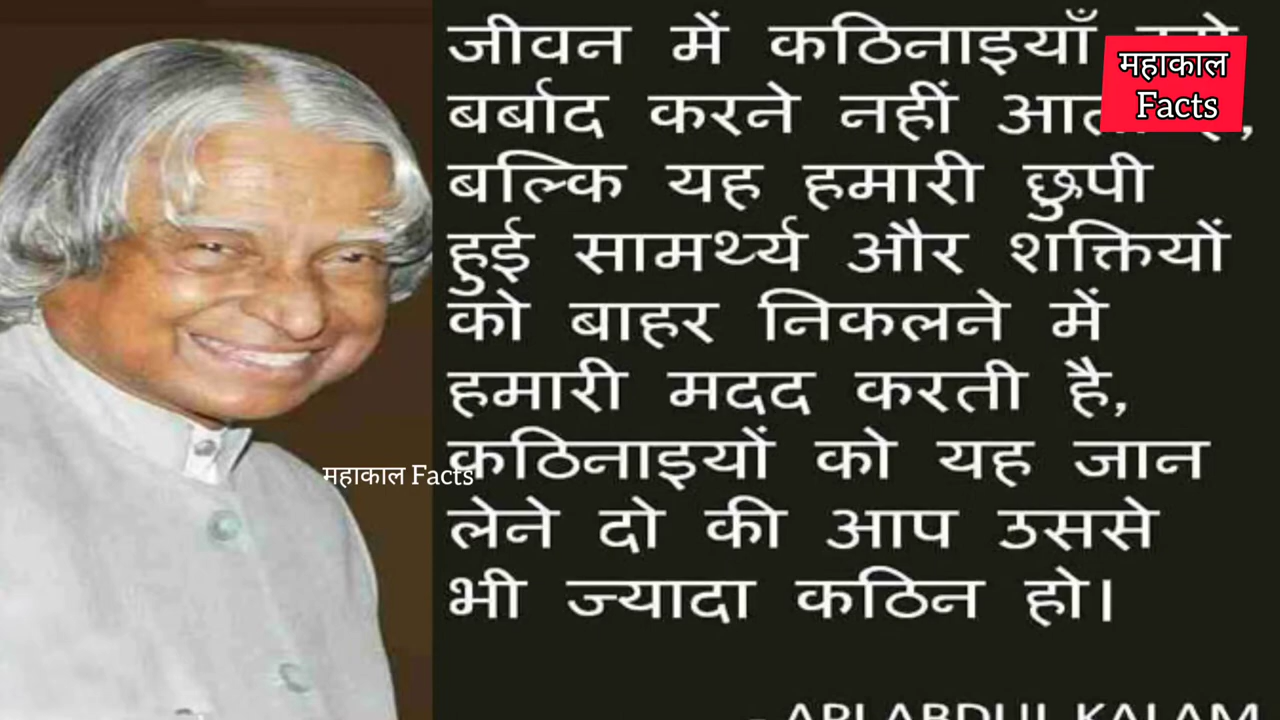 जीवन में कठिनाइयाँ
महाकाल
Facts
बर्बाद करने नहीं
बल्कि यह हमारी छुपी
हुई सामर्थ्य और शक्तियों
को बाहर निकलने में
हमारी मदद करती है,
कठिनाइयों को यह जान
महाकाल Facts
लेने दो की आप उससे
भी ज्यादा कठिन हो।
- APJ ABDUL KALAM